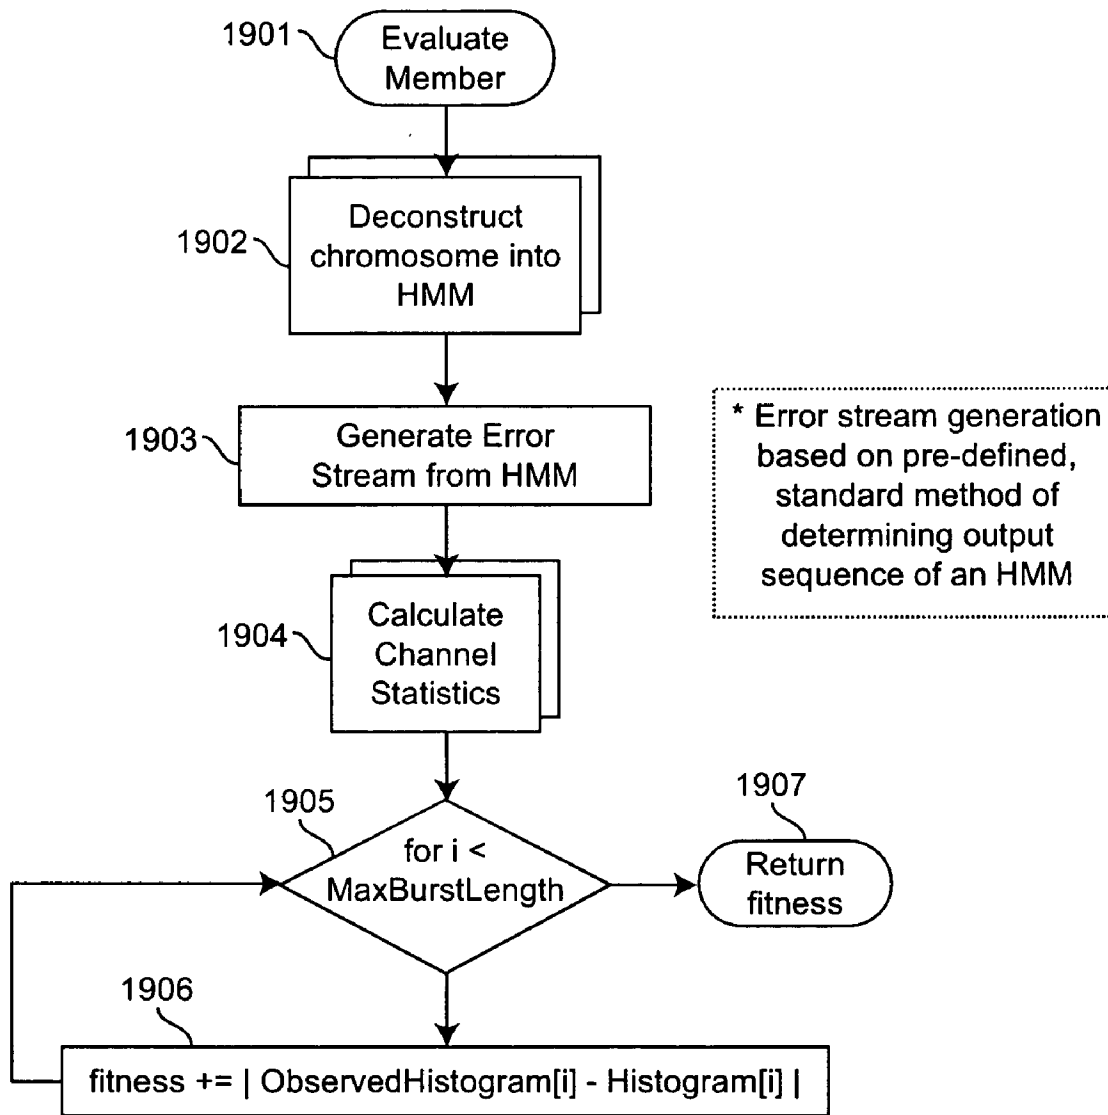 1901
Evaluate
Member
1902
Deconstruct
chromosome into
HMM
1903
Generate Error
Stream from HMM
* Error stream generation
based on pre-defined,
standard method of
determining output
sequence of an HMM
1904
Calculate
Channel
Statistics
1905
for i <
MaxBurstLength
1907
Return
fitness
1906
fitness += | ObservedHistogram[i] - Histogram[i] |